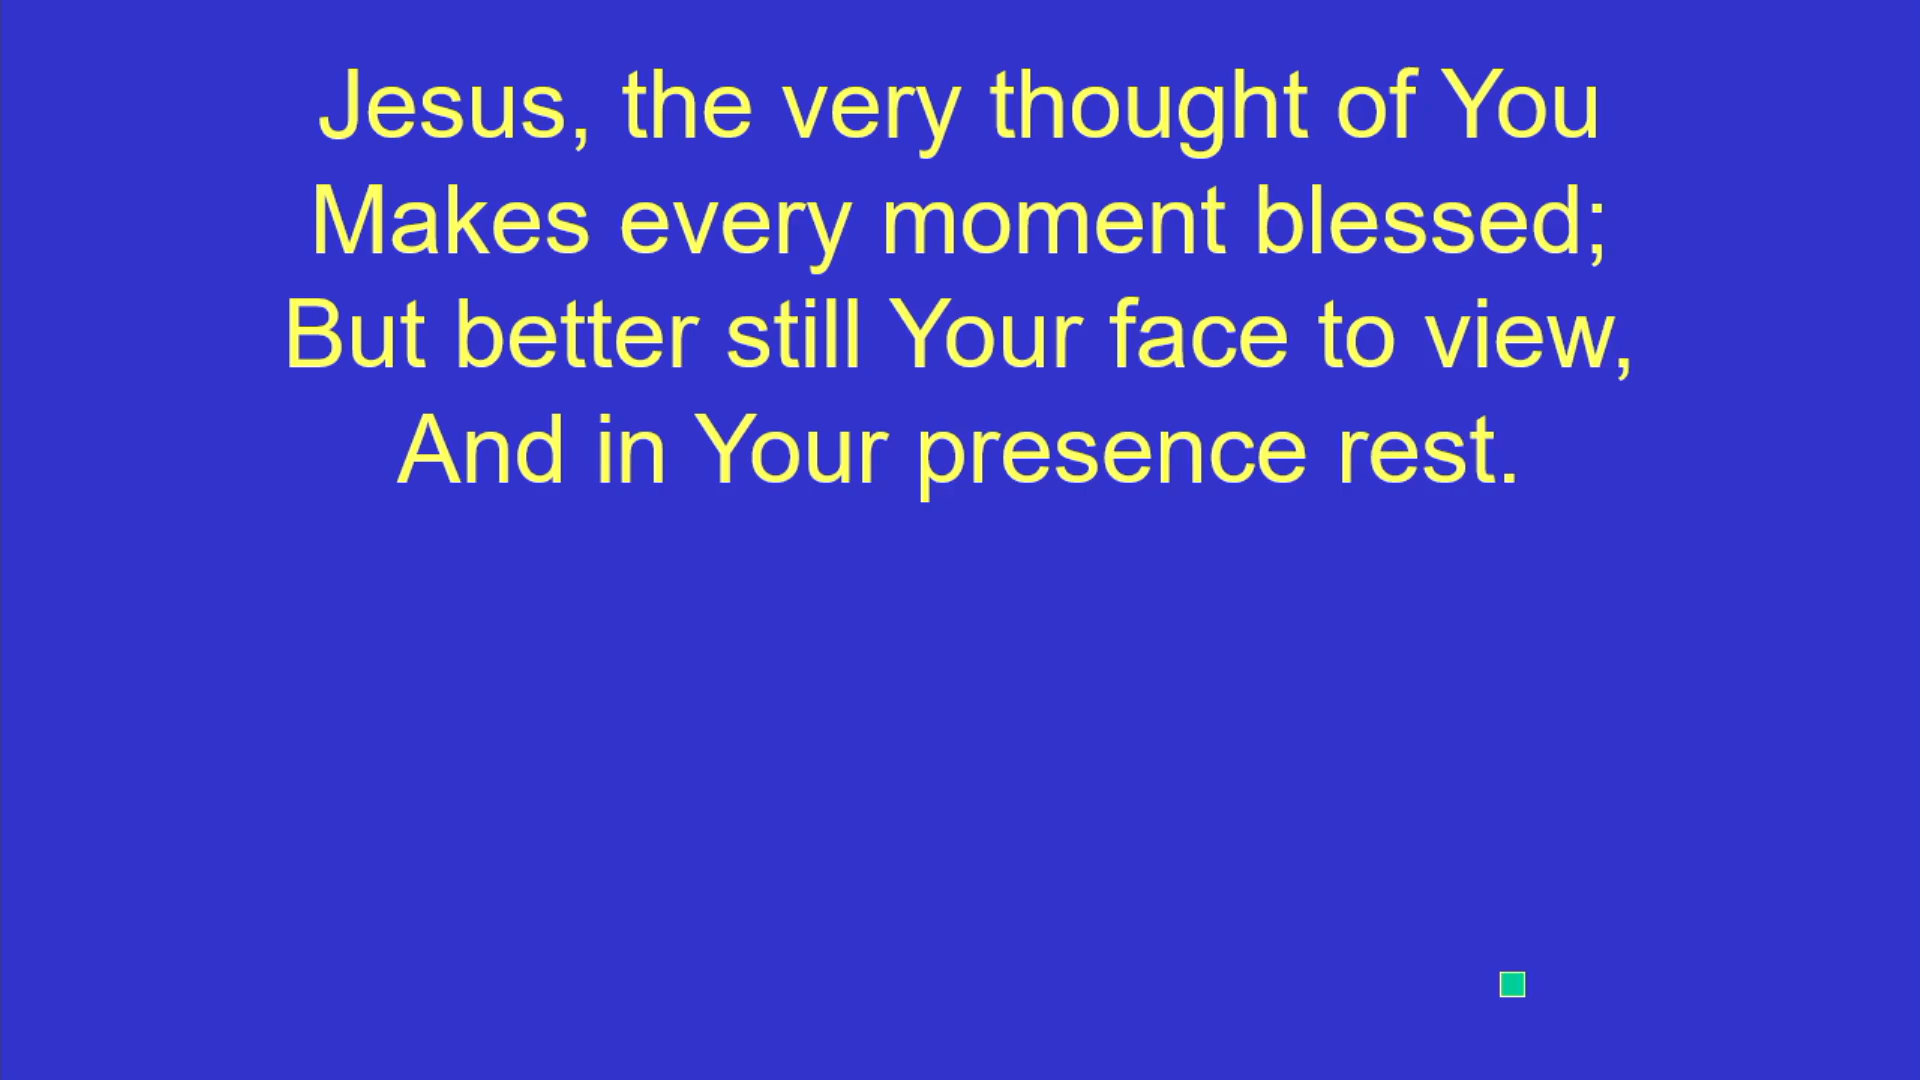 Jesus, the very thought of You
Makes every moment blessed;
But better still Your face to view,
And in Your presence rest.